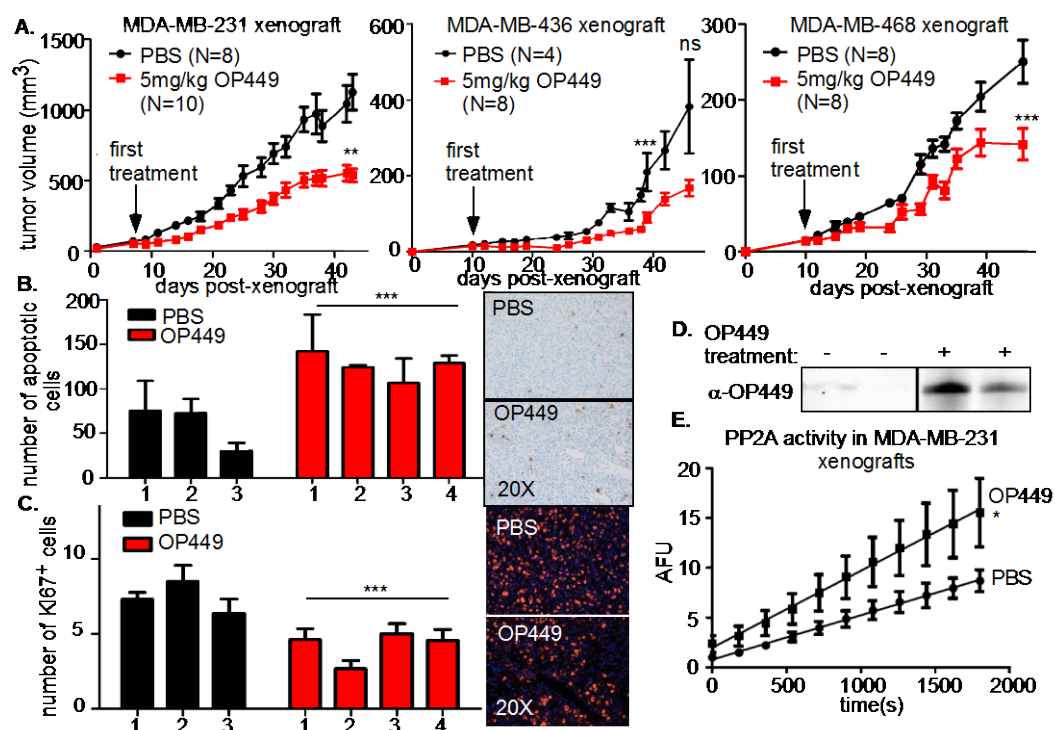 A.
MDA-MB-231 xenograft
PBS (N=8)
5mg/kg OP449
(N=10)
first
treatment
**
tumor volume (mm3)
1500
1000
500
0
0
10
20
30
40
50
days post-xenograft
MDA-MB-436 xenograft
PBS (N=4)
5mg/kg OP449
(N=8)
first
treatment
***
ns
600
400
200
0
0
20
40
60
days post-xenograft
MDA-MB-468 xenograft
PBS (N=8)
5mg/kg OP449
(N=8)
first
treatment
***
300
200
100
0
0
10
20
30
40
50
days post-xenograft
B.
PBS
OP449
***
number of apoptotic
cells
200
150
100
50
0
1 2 3 1 2 3 4
PBS
OP449
20X
C.
PBS
OP449
***
number of KI67+ cells
10
5
0
1 2 3 1 2 3 4
PBS
OP449
20X
D.
OP449
treatment: - - + +
α-OP449
E.
PP2A activity in MDA-MB-231
xenografts
OP449
*
PBS
AFU
20
15
10
5
0
0 500 1000 1500 2000
time(s)